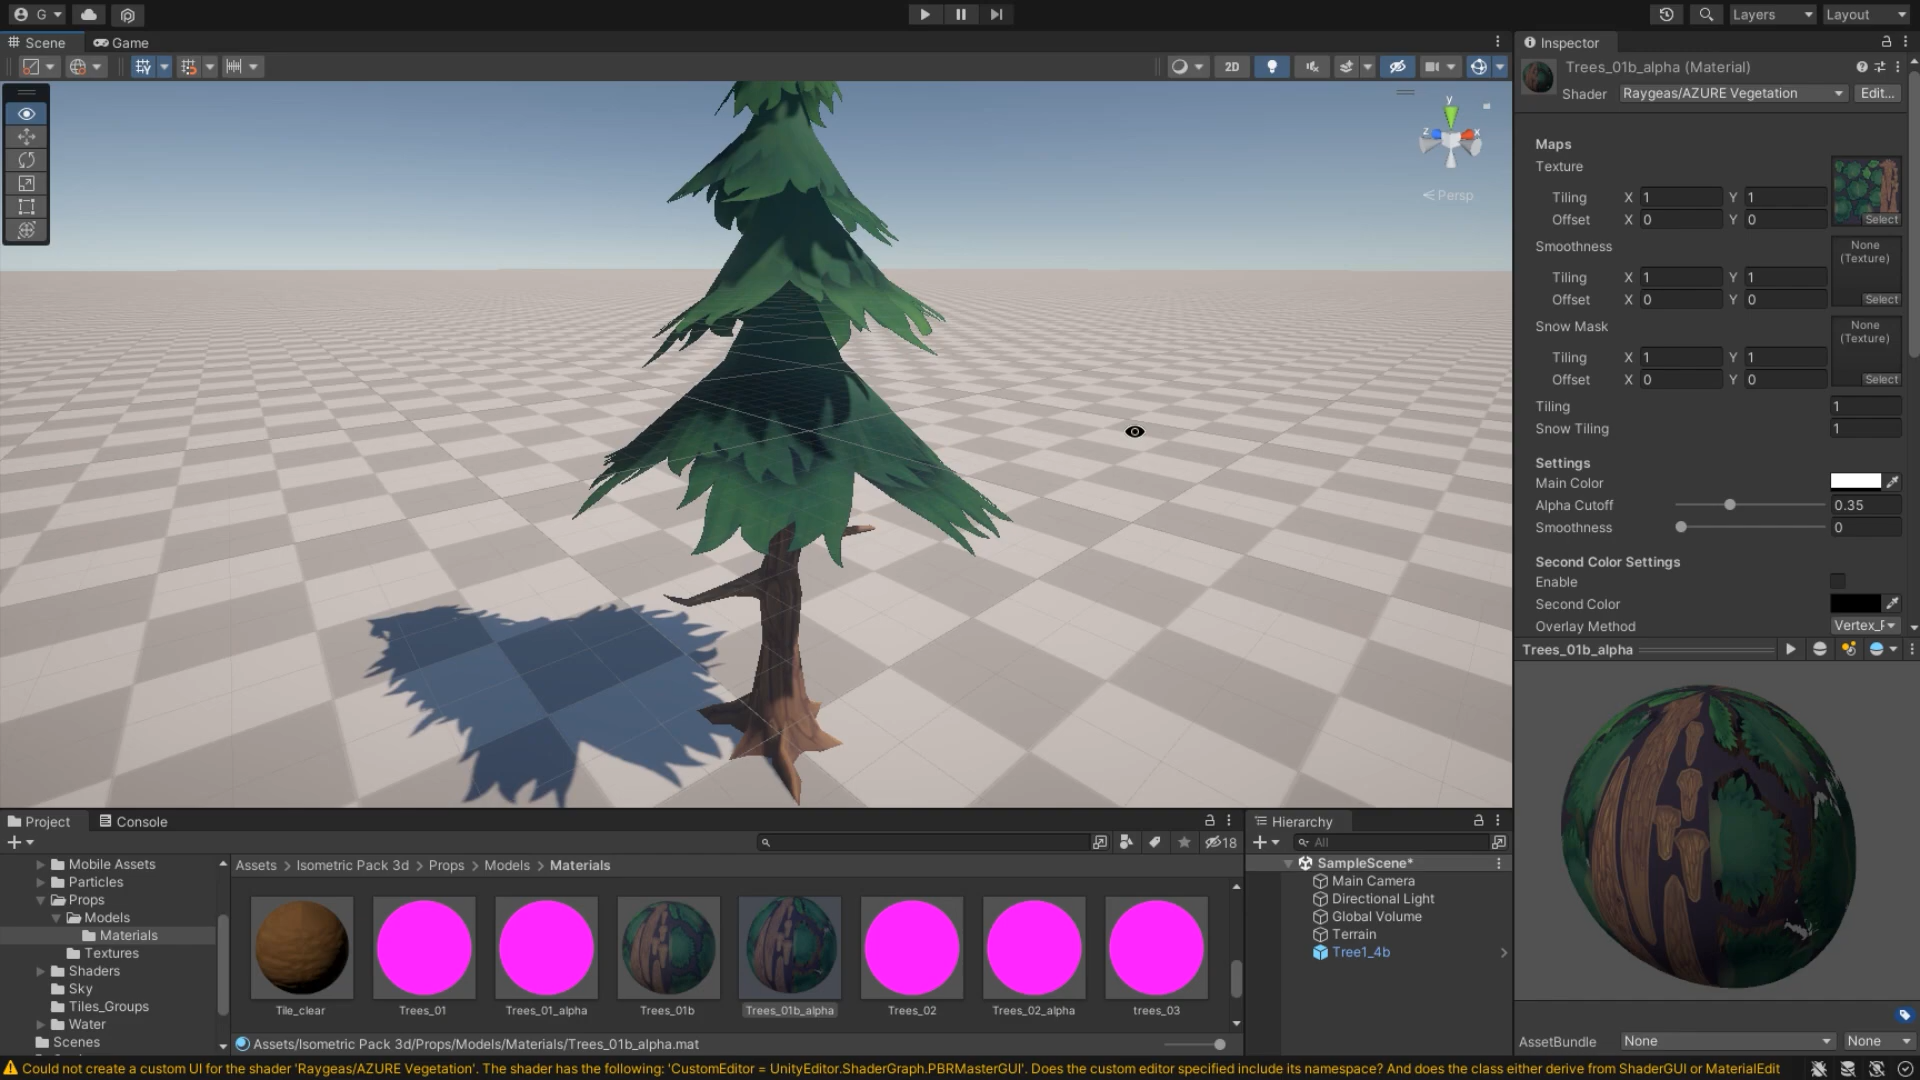 G
Layers
Layout
Scene
Game
2D
y
z
x
Persp
Inspector
Trees_01b_alpha (Material)
Shader
Raygeas/AZURE Vegetation
Edit...
Maps
Texture
Tiling X 1 Y 1
Offset X 0 Y 0
Select
Smoothness
None
(Texture)
Tiling X 1 Y 1
Offset X 0 Y 0
Select
Snow Mask
None
(Texture)
Tiling X 1 Y 1
Offset X 0 Y 0
Select
Tiling 1
Snow Tiling 1
Settings
Main Color
Alpha Cutoff 0.35
Smoothness 0
Second Color Settings
Enable
Second Color
Overlay Method
Trees_01b_alpha
AssetBundle None None
Project
Console
18
Mobile Assets
Particles
Props
Models
Materials
Textures
Shaders
Sky
Tiles_Groups
Water
Scenes
Assets > Isometric Pack 3d > Props > Models > Materials
Tile_clear
Trees_01
Trees_01_alpha
Trees_01b
Trees_01b_alpha
Trees_02
Trees_02_alpha
trees_03
Assets/Isometric Pack 3d/Props/Models/Materials/Trees_01b_alpha.mat
Hierarchy
All
SampleScene*
Main Camera
Directional Light
Global Volume
Terrain
Tree1_4b
Could not create a custom UI for the shader 'Raygeas/AZURE Vegetation'. The shader has the following: 'CustomEditor = UnityEditor.ShaderGraph.PBRMasterGUI'. Does the custom editor specified include its namespace? And does the class either derive from ShaderGUI or MaterialEdit